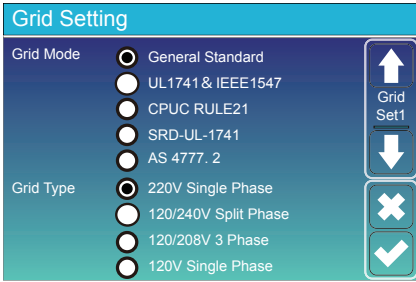 Grid Setting
Grid Mode
General Standard
UL1741& IEEE1547
CPUC RULE21
SRD-UL-1741
AS 4777. 2
Grid Type
220V Single Phase
120/240V Split Phase
120/208V 3 Phase
120V Single Phase
Grid
Set1